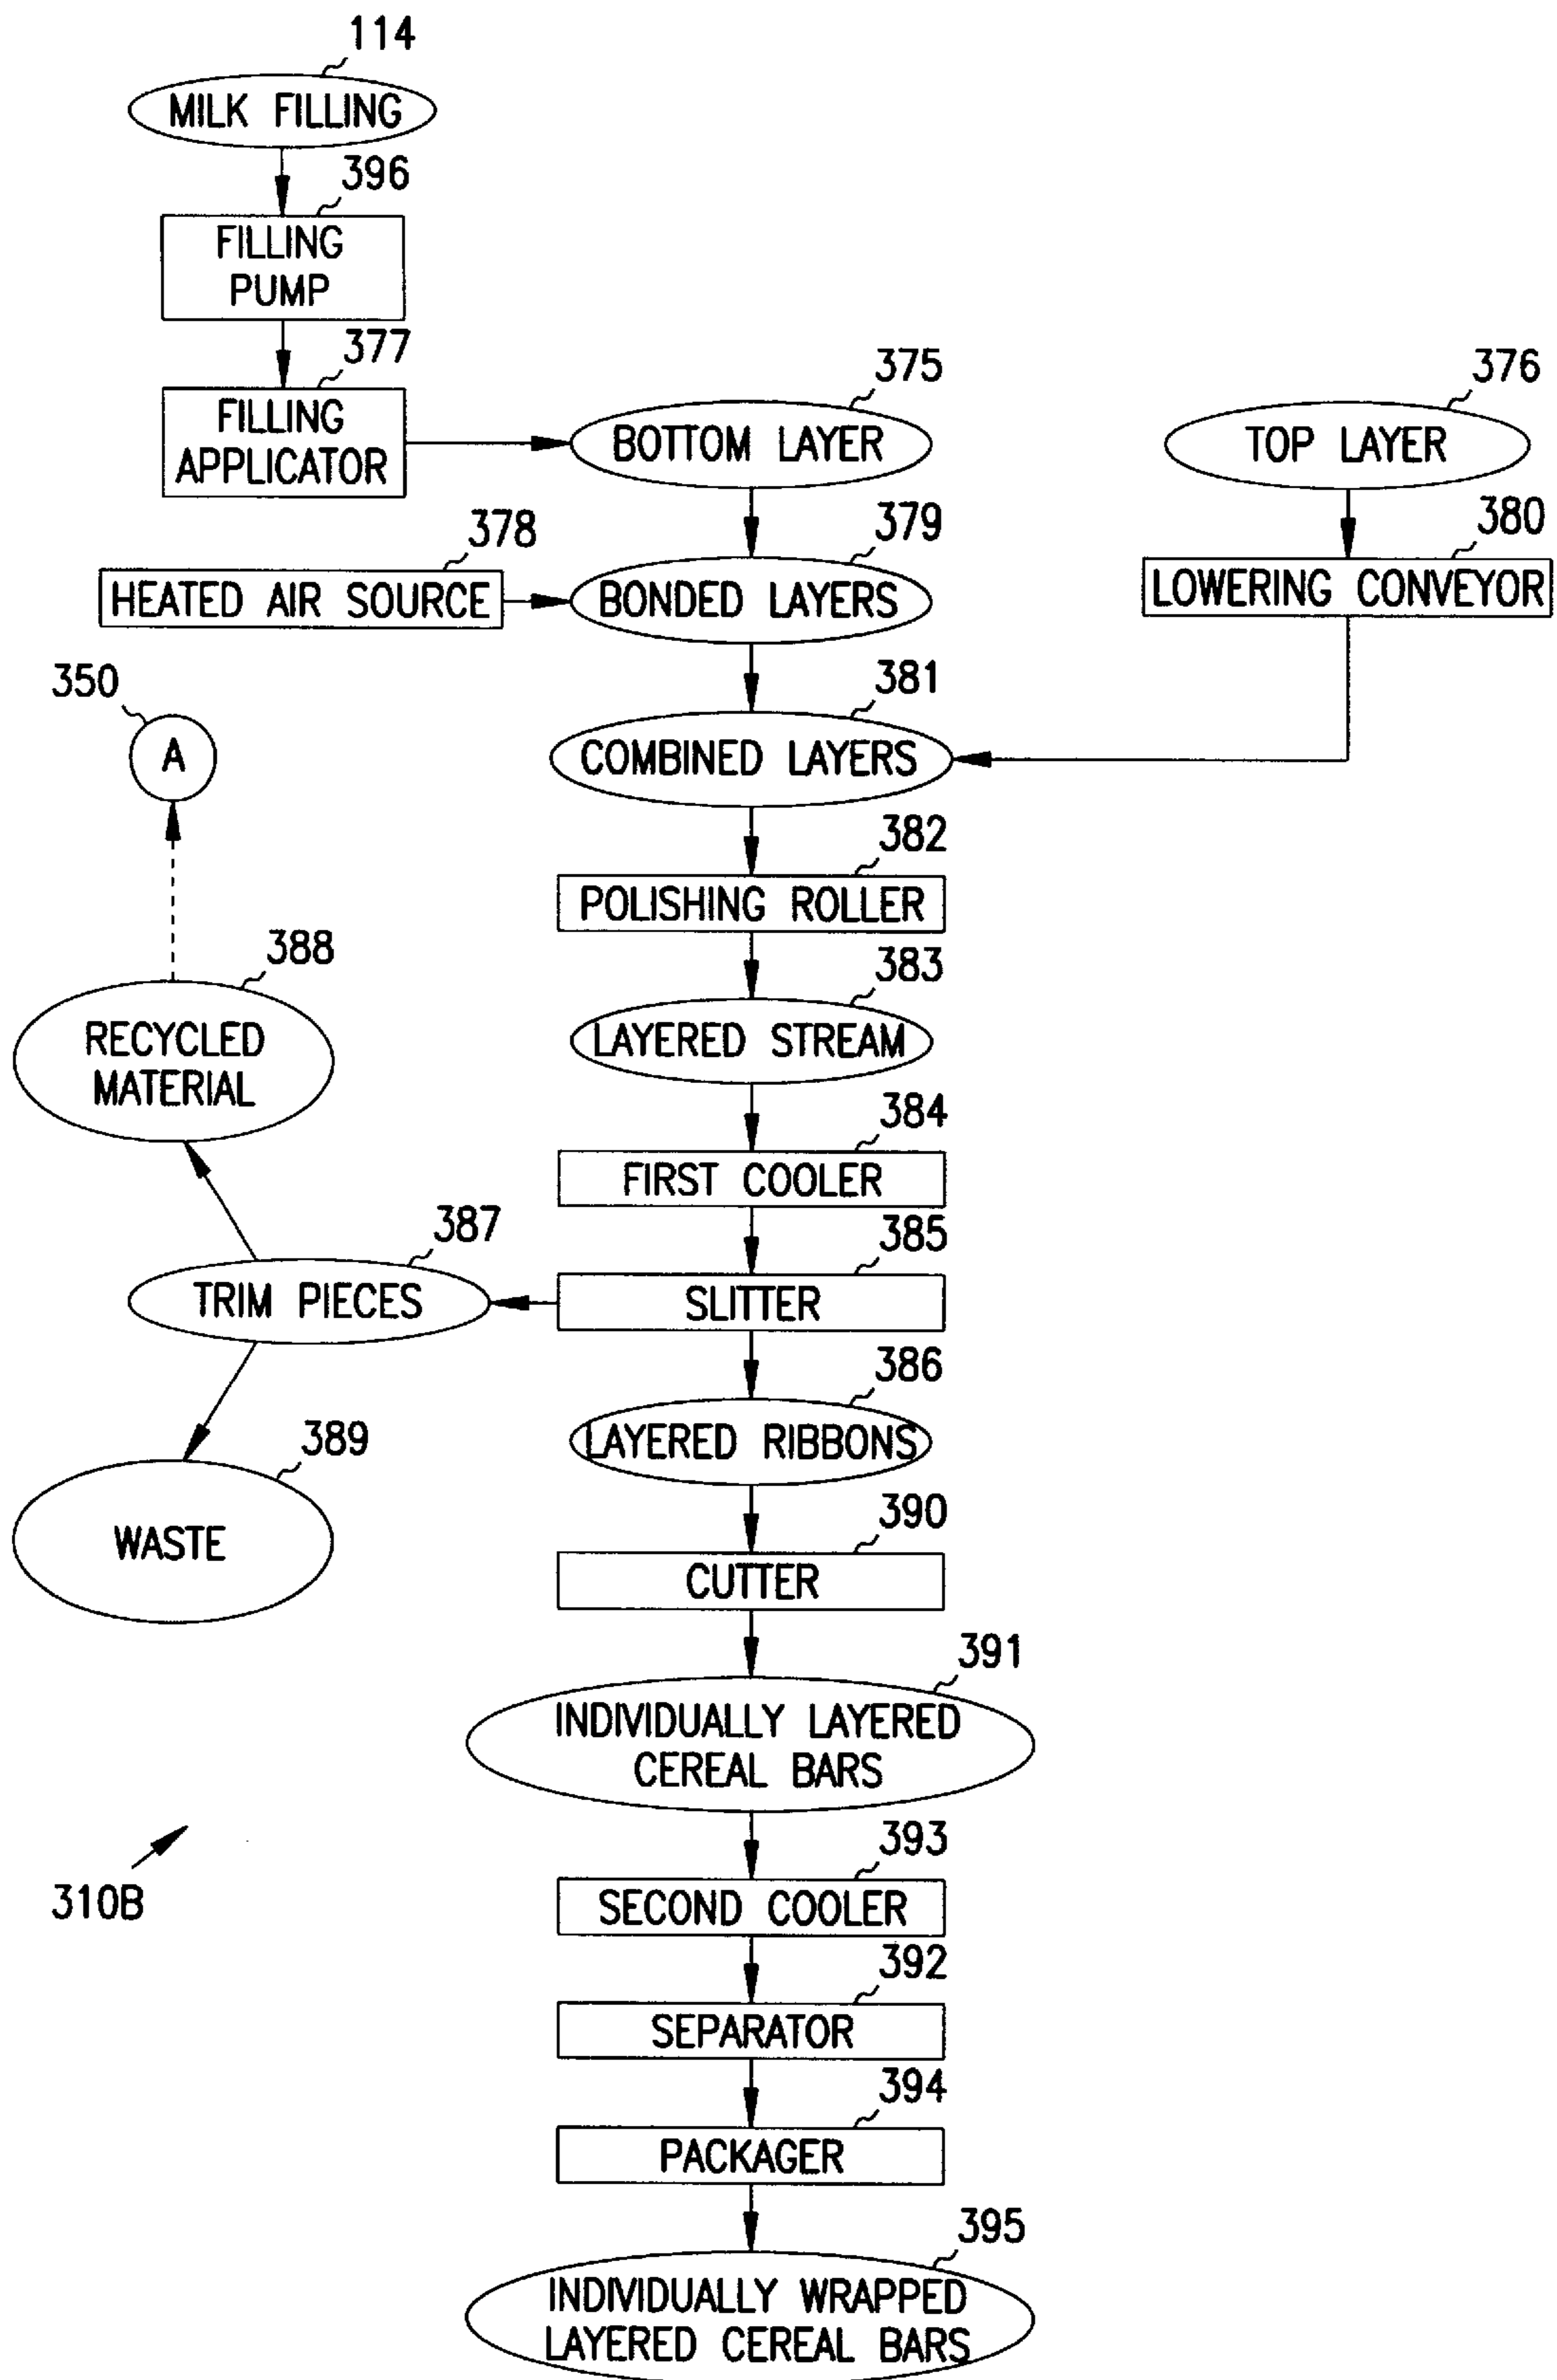 114
MILK FILLING
396
FILLING
PUMP
377
FILLING
APPLICATOR
375
BOTTOM LAYER
376
TOP LAYER
378
HEATED AIR SOURCE
379
BONDED LAYERS
380
LOWERING CONVEYOR
350
A
381
COMBINED LAYERS
382
POLISHING ROLLER
388
RECYCLED
MATERIAL
383
LAYERED STREAM
384
FIRST COOLER
387
TRIM PIECES
385
SLITTER
386
LAYERED RIBBONS
389
WASTE
390
CUTTER
391
INDIVIDUALLY LAYERED
CEREAL BARS
310B
393
SECOND COOLER
392
SEPARATOR
394
PACKAGER
395
INDIVIDUALLY WRAPPED
LAYERED CEREAL BARS